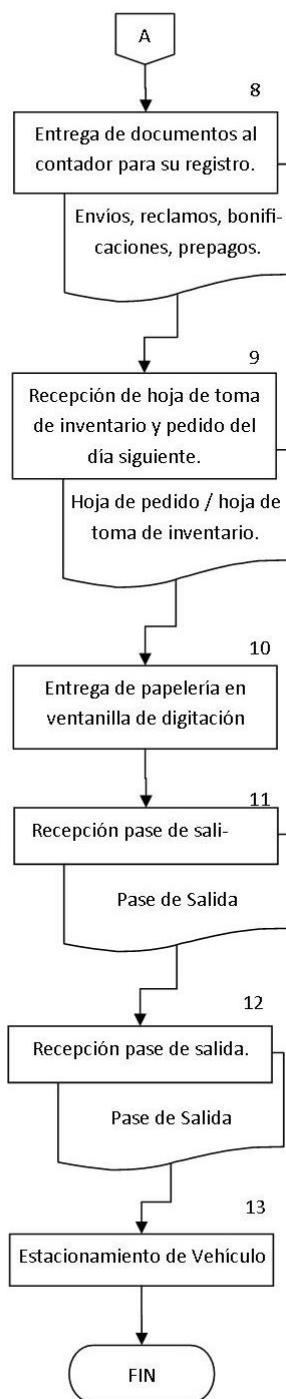 A
8
Entrega de documentos al
contador para su registro.
Envíos, reclamos, bonifi-
caciones, prepagos.
9
Recepción de hoja de toma
de inventario y pedido del
día siguiente.
Hoja de pedido / hoja de
toma de inventario.
10
Entrega de papelería en
ventanilla de digitación
11
Recepción pase de sali-
Pase de Salida
12
Recepción pase de salida.
Pase de Salida
13
Estacionamiento de Vehículo
FIN